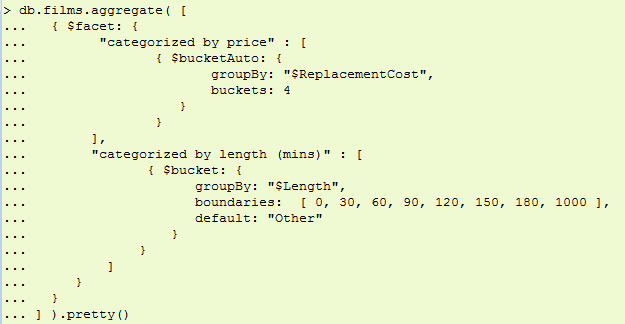 > db.films.aggregate( [
...    { $facet: {
...          "categorized by price" : [
...                 { $bucketAuto: {
...                        groupBy: "$ReplacementCost",
...                        buckets: 4
...                    }
...                 }
...         ],
...         "categorized by length (mins)" : [
...                { $bucket: {
...                      groupBy: "$Length",
...                      boundaries:  [ 0, 30, 60, 90, 120, 150, 180, 1000 ],
...                      default: "Other"
...                   }
...               }
...           ]
...       }
...    }
... ] ).pretty()